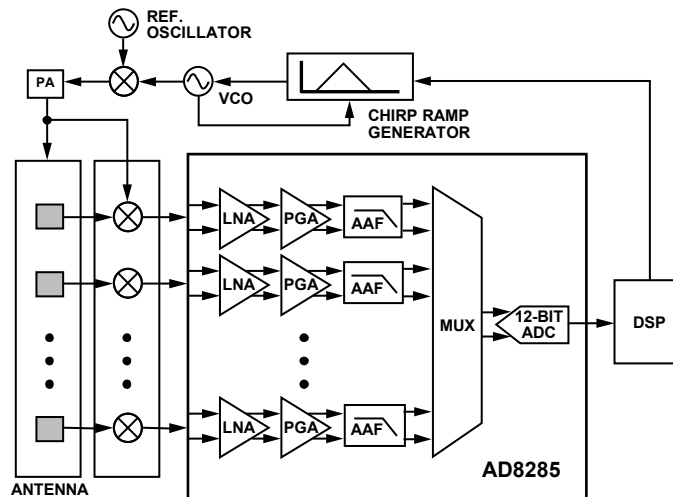 REF.
OSCILLATOR
PA
VCO
CHIRP RAMP
GENERATOR
LNA
PGA
AAF
LNA
PGA
AAF
MUX
12-BIT
ADC
DSP
LNA
PGA
AAF
AD8285
ANTENNA